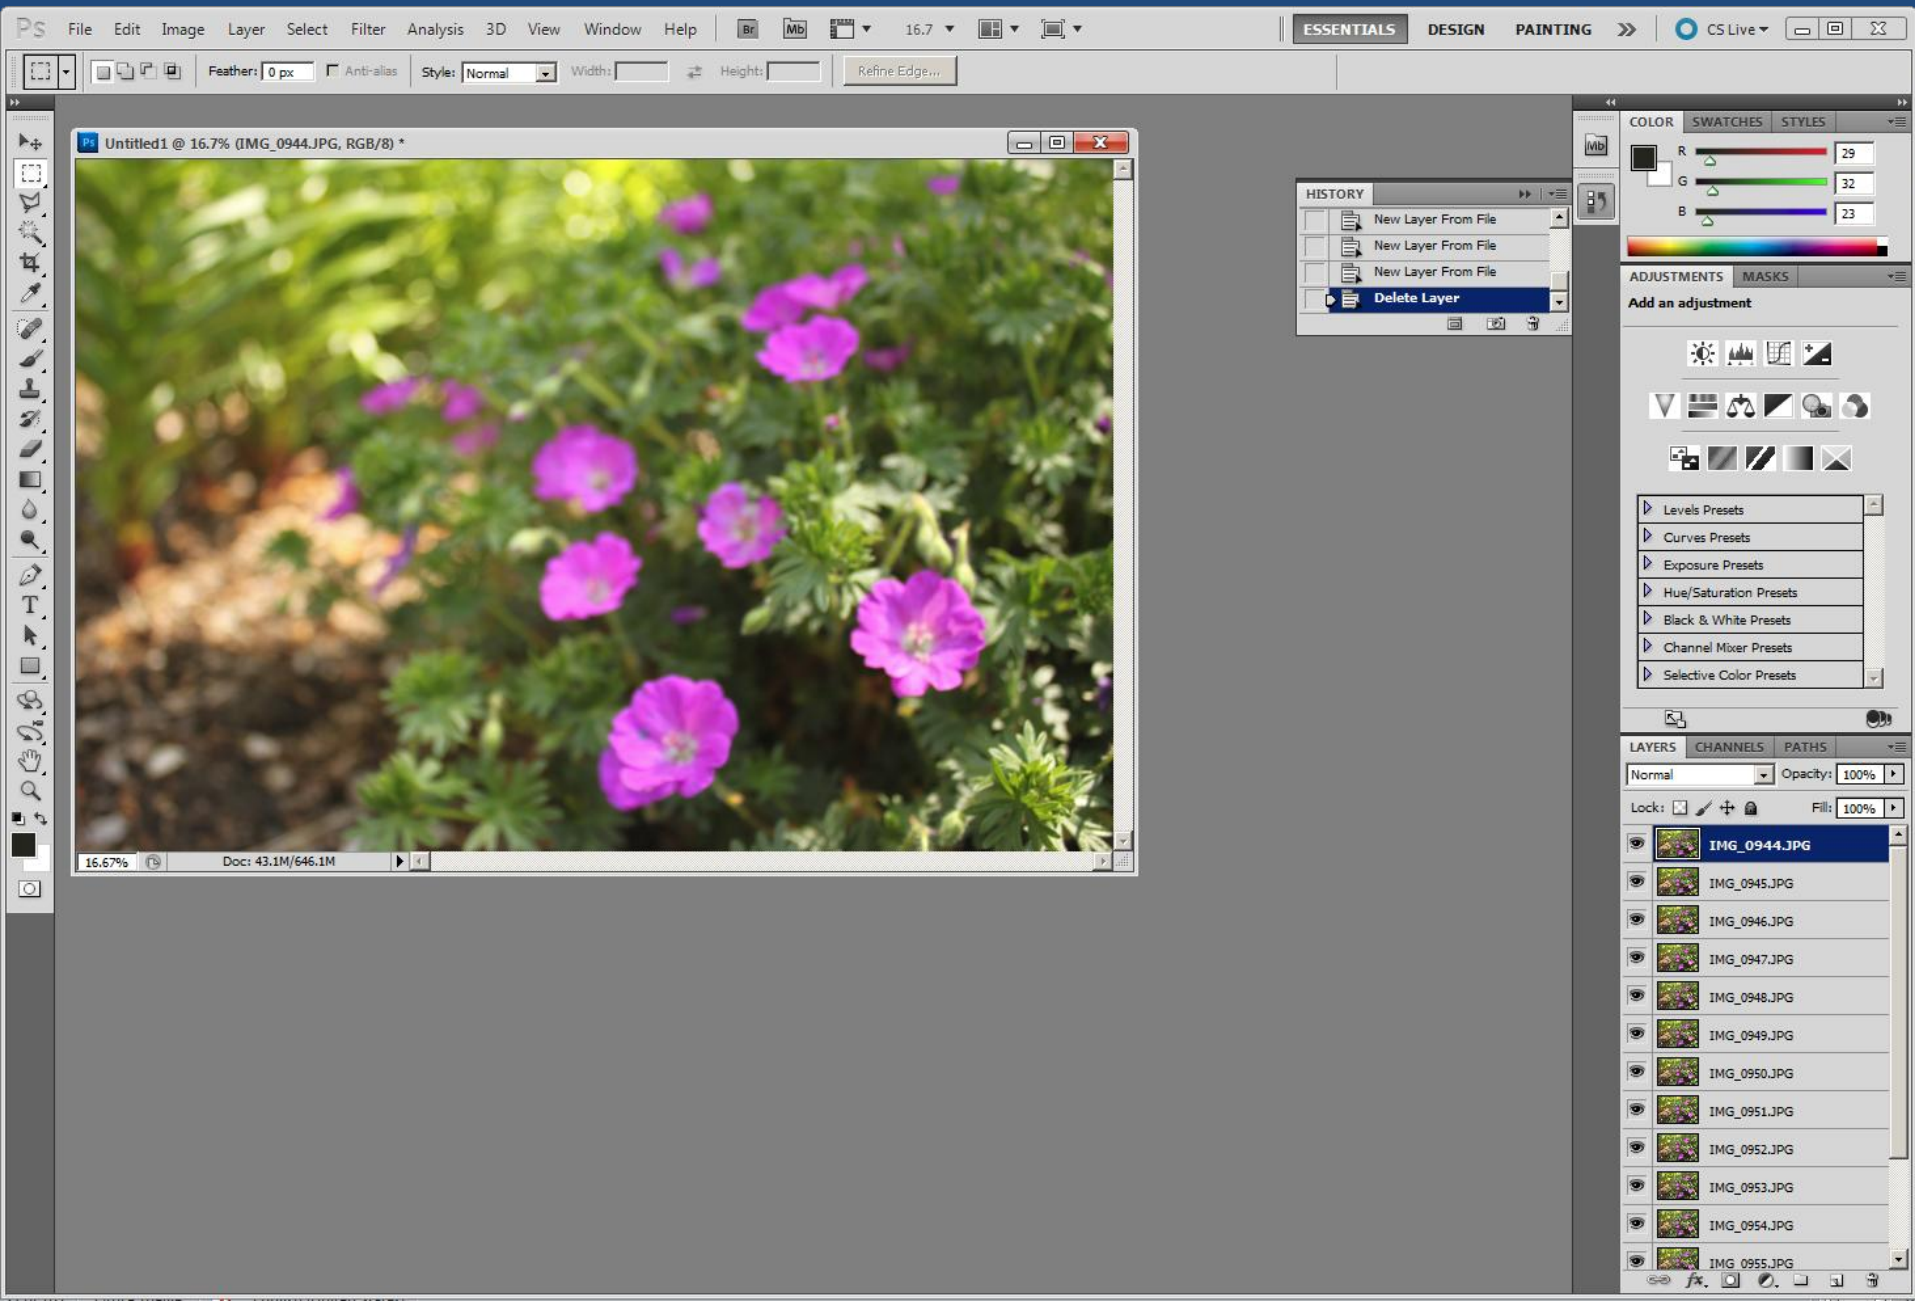 Ps File Edit Image Layer Select Filter Analysis 3D View Window Help Br Mb 16.7 ESSENTIALS DESIGN PAINTING CS Live
Feather: 0 px Anti-alias Style: Normal Width: Height: Refine Edge...
Ps Untitled1 @ 16.7% (IMG_0944.JPG, RGB/8) *
16.67% Doc: 43.1M/646.1M
HISTORY
New Layer From File
New Layer From File
New Layer From File
Delete Layer
Mb
COLOR SWATCHES STYLES
R 29
G 32
B 23
ADJUSTMENTS MASKS
Add an adjustment
Levels Presets
Curves Presets
Exposure Presets
Hue/Saturation Presets
Black & White Presets
Channel Mixer Presets
Selective Color Presets
LAYERS CHANNELS PATHS
Normal Opacity: 100%
Lock: Fill: 100%
IMG_0944.JPG
IMG_0945.JPG
IMG_0946.JPG
IMG_0947.JPG
IMG_0948.JPG
IMG_0949.JPG
IMG_0950.JPG
IMG_0951.JPG
IMG_0952.JPG
IMG_0953.JPG
IMG_0954.JPG
IMG_0955.JPG
fx